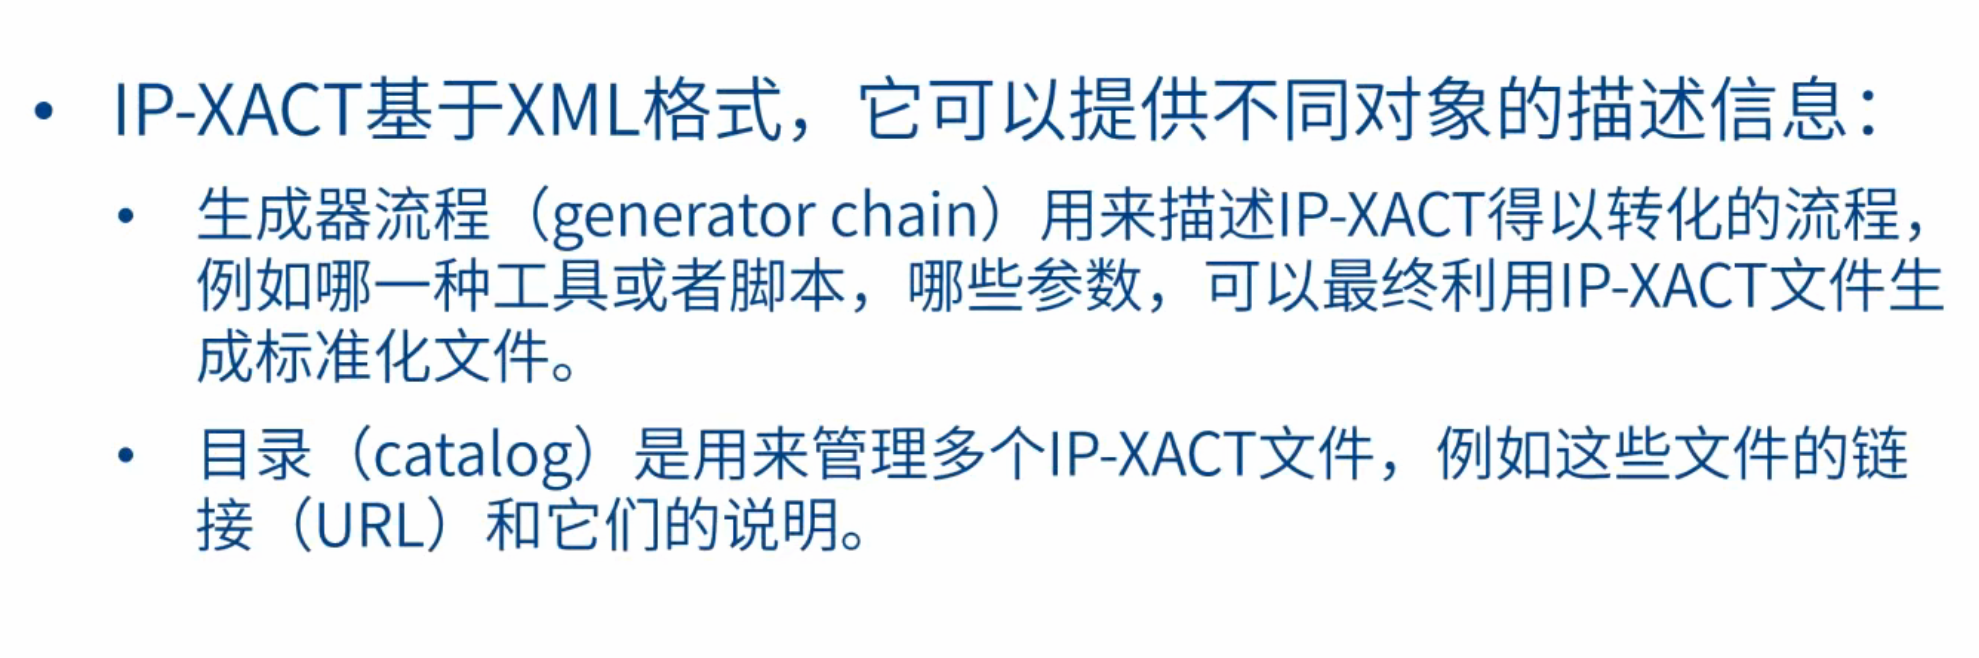 • IP-XACT基于XML格式，它可以提供不同对象的描述信息：
• 生成器流程（generator chain）用来描述IP-XACT得以转化的流程，
例如哪一种工具或者脚本，哪些参数，可以最终利用IP-XACT文件生
成标准化文件。
• 目录（catalog）是用来管理多个IP-XACT文件，例如这些文件的链
接（URL）和它们的说明。